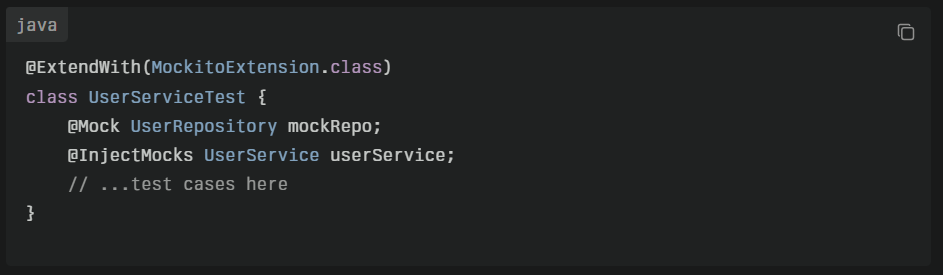 java
@ExtendWith(MockitoExtension.class)
class UserServiceTest {
    @Mock UserRepository mockRepo;
    @InjectMocks UserService userService;
    // ...test cases here
}